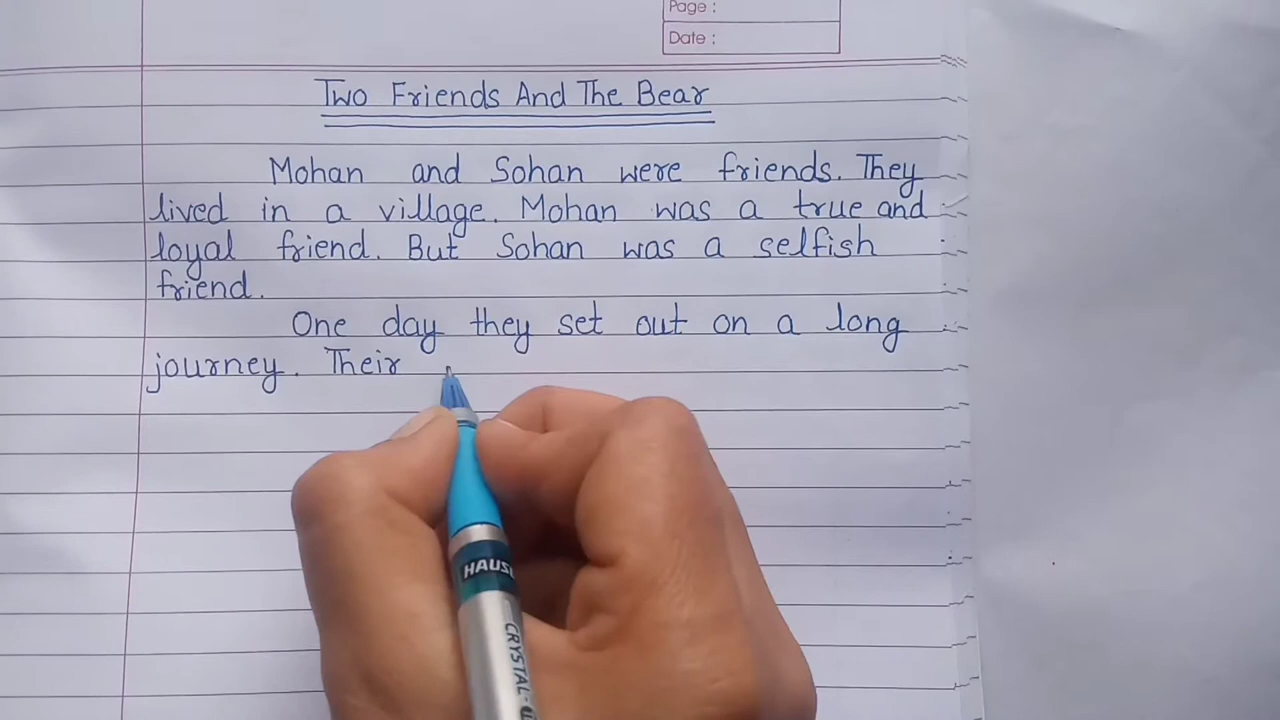 Page :
Date :
Two Friends And The Bear
Mohan and Sohan were friends. They
lived in a village. Mohan was a true and
loyal friend. But Sohan was a selfish
friend.
One day they set out on a long
journey. Their
CRYSTAL